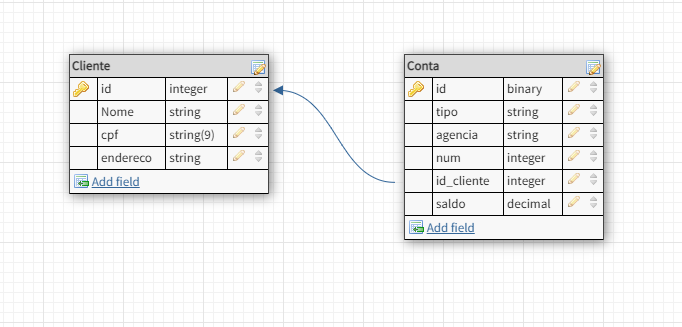 Cliente
id integer
Nome string
cpf string(9)
endereco string
Add field
Conta
id binary
tipo string
agencia string
num integer
id_cliente integer
saldo decimal
Add field